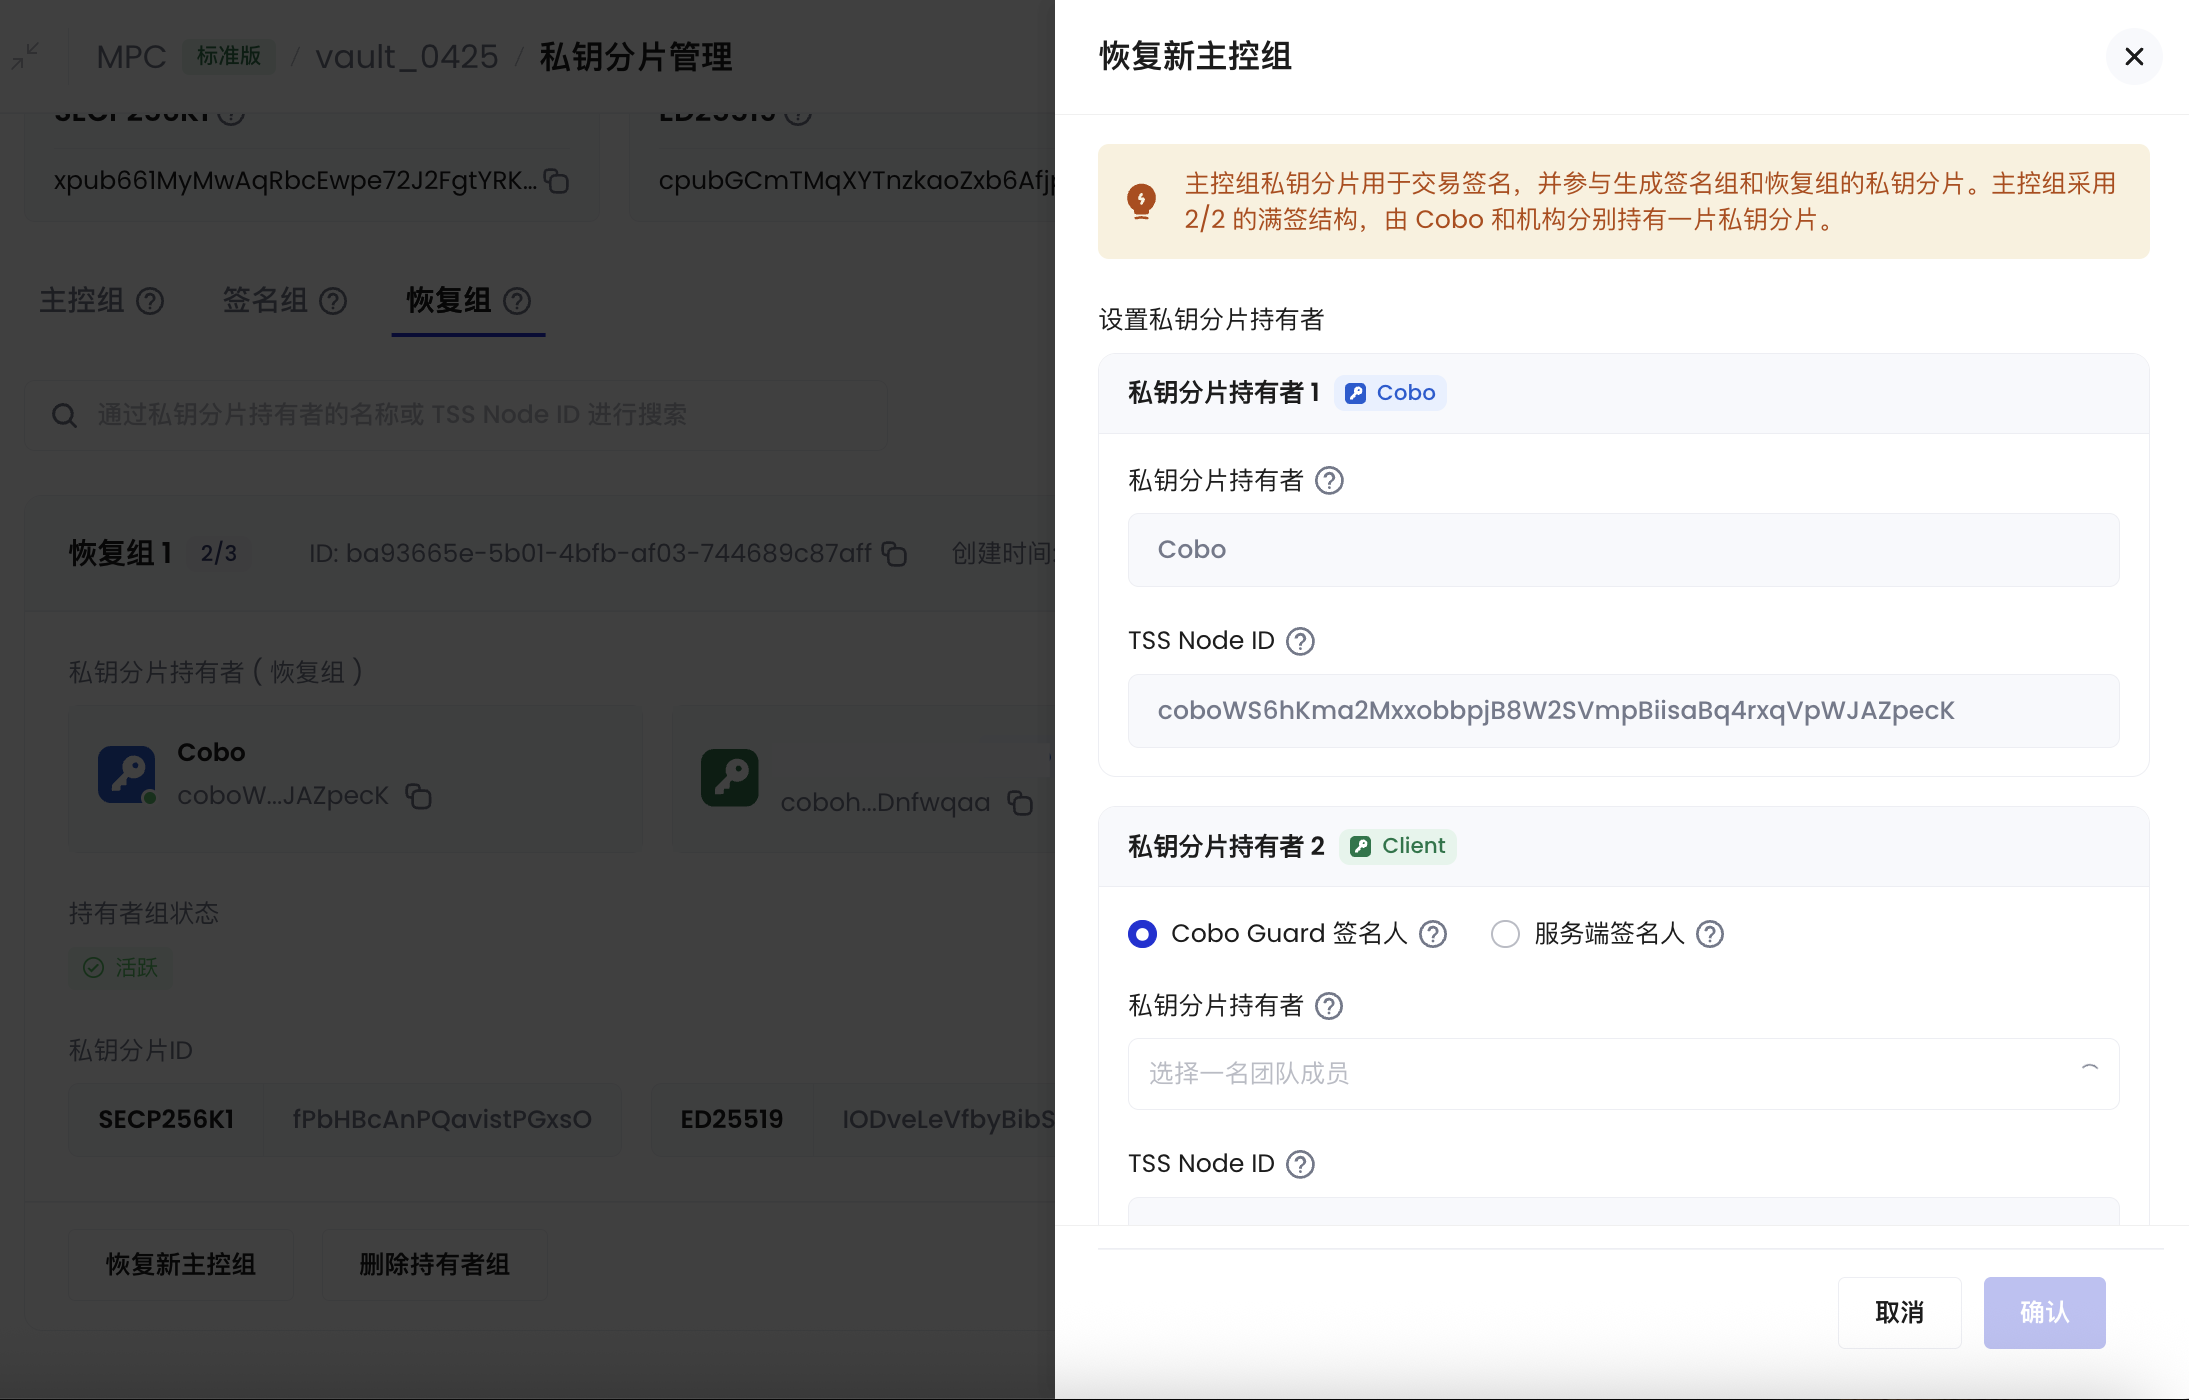 MPC 标准版 / vault_0425 / 私钥分片管理
SECP256K1
ED25519
xpub661MyMwAqRbcEwpe72J2FgtYRK...
cpubGCmTMqXYTnzkaoZxb6Afj
主控组
签名组
恢复组
通过私钥分片持有者的名称或 TSS Node ID 进行搜索
恢复组 1 2/3 ID: ba93665e-5b01-4bfb-af03-744689c87aff 创建时间:
私钥分片持有者 ( 恢复组 )
Cobo
coboW...JAZpecK
coboh...Dnfwqaa
持有者组状态
活跃
私钥分片ID
SECP256K1 fPbHBcAnPQavistPGxsO
ED25519 IODveLeVfbyBibS
恢复新主控组
删除持有者组
恢复新主控组
主控组私钥分片用于交易签名，并参与生成签名组和恢复组的私钥分片。主控组采用
2/2 的满签结构，由 Cobo 和机构分别持有一片私钥分片。
设置私钥分片持有者
私钥分片持有者 1 Cobo
私钥分片持有者
Cobo
TSS Node ID
coboWS6hKma2MxxobbpjB8W2SVmpBiisaBq4rxqVpWJAZpecK
私钥分片持有者 2 Client
Cobo Guard 签名人
服务端签名人
私钥分片持有者
选择一名团队成员
TSS Node ID
取消
确认